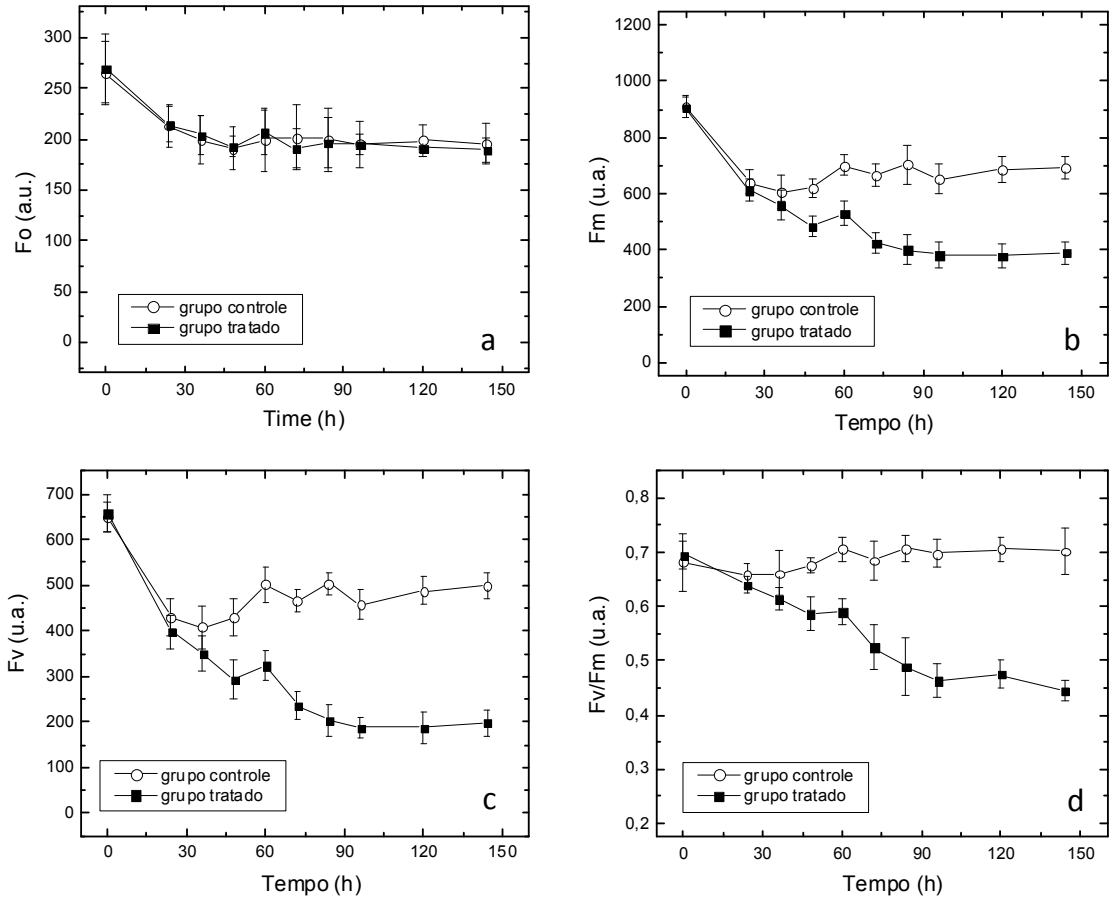 300
250
200
150
100
50
0
Fo (a.u.)
grupo controle
grupo tratado
a
0 30 60 90 120 150
Time (h)
1200
1000
800
600
400
200
0
Fm (u.a.)
grupo controle
grupo tratado
b
0 30 60 90 120 150
Tempo (h)
700
600
500
400
300
200
100
0
Fv (u.a.)
grupo controle
grupo tratado
c
0 30 60 90 120 150
Tempo (h)
0,8
0,7
0,6
0,5
0,4
0,3
0,2
Fv/Fm (u.a.)
grupo controle
grupo tratado
d
0 30 60 90 120 150
Tempo (h)